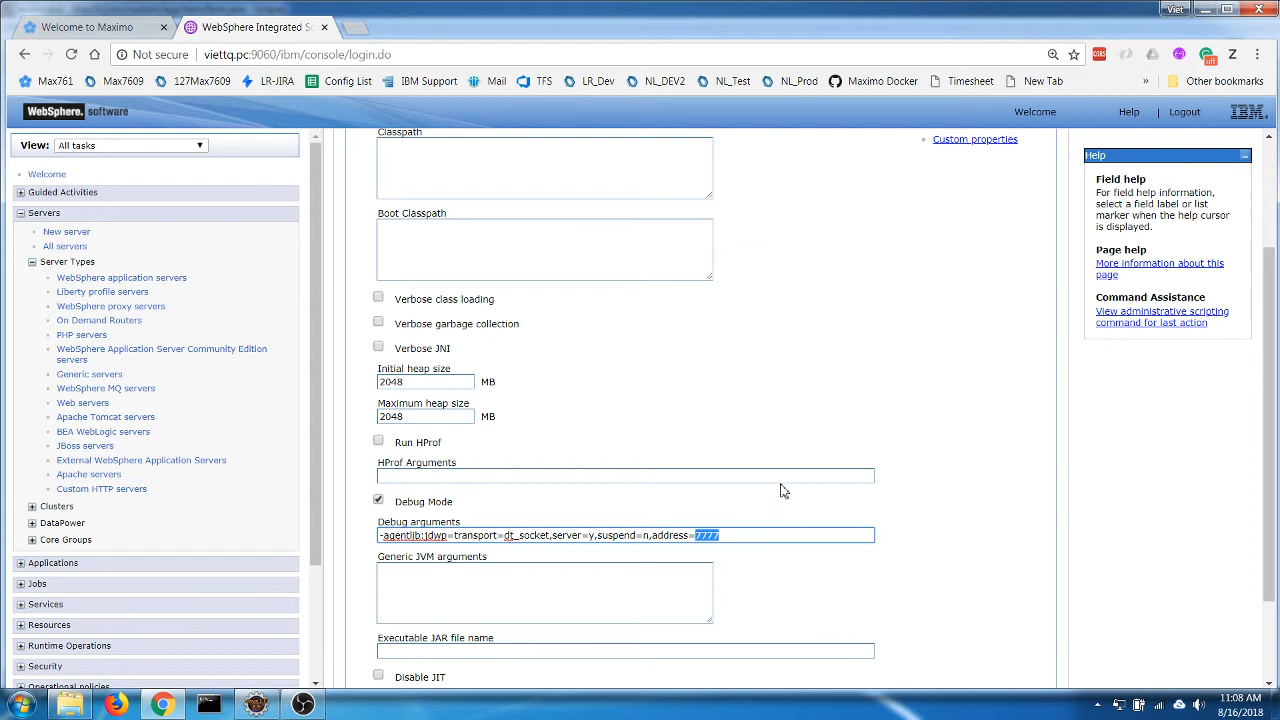 Viet
Welcome to Maximo
WebSphere Integrated So
Not secure viettq.pc:9060/ibm/console/login.do
CORS
off
Z
Max761 Max7609 127Max7609 LR-JIRA Config List IBM Support Mail TFS LR_Dev NL_DEV2 NL_Test NL_Prod Maximo Docker Timesheet New Tab » Other bookmarks
WebSphere. software Welcome Help Logout IBM
View: All tasks
Welcome
Guided Activities
Servers
New server
All servers
Server Types
WebSphere application servers
Liberty profile servers
WebSphere proxy servers
On Demand Routers
PHP servers
WebSphere Application Server Community Edition
servers
Generic servers
WebSphere MQ servers
Web servers
Apache Tomcat servers
BEA WebLogic servers
JBoss servers
External WebSphere Application Servers
Apache servers
Custom HTTP servers
Clusters
DataPower
Core Groups
Applications
Jobs
Services
Resources
Runtime Operations
Security
Operational policies
Classpath
Boot Classpath
Verbose class loading
Verbose garbage collection
Verbose JNI
Initial heap size
2048 MB
Maximum heap size
2048 MB
Run HProf
HProf Arguments
Debug Mode
Debug arguments
-agentlib:jdwp=transport=dt_socket,server=y,suspend=n,address=7777
Generic JVM arguments
Executable JAR file name
Disable JIT
Custom properties
Help
Field help
For field help information,
select a field label or list
marker when the help cursor
is displayed.
Page help
More information about this
page
Command Assistance
View administrative scripting
command for last action
11:08 AM
8/16/2018